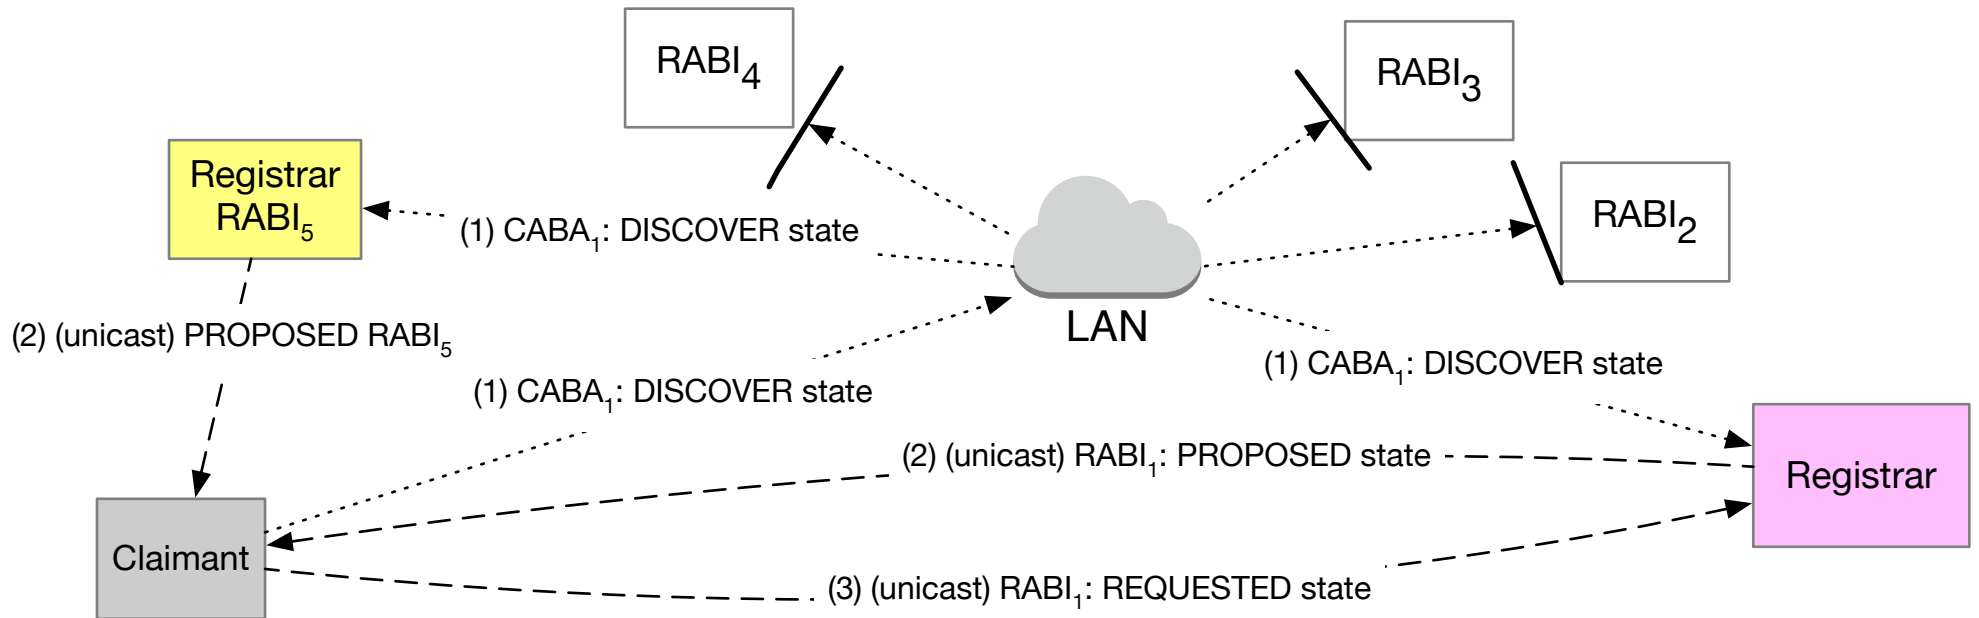 RABI₄
RABI₃
Registrar
RABI₅
RABI₂
(1) CABA₁: DISCOVER state
LAN
(2) (unicast) PROPOSED RABI₅
(1) CABA₁: DISCOVER state
(1) CABA₁: DISCOVER state
(2) (unicast) RABI₁: PROPOSED state
Registrar
Claimant
(3) (unicast) RABI₁: REQUESTED state